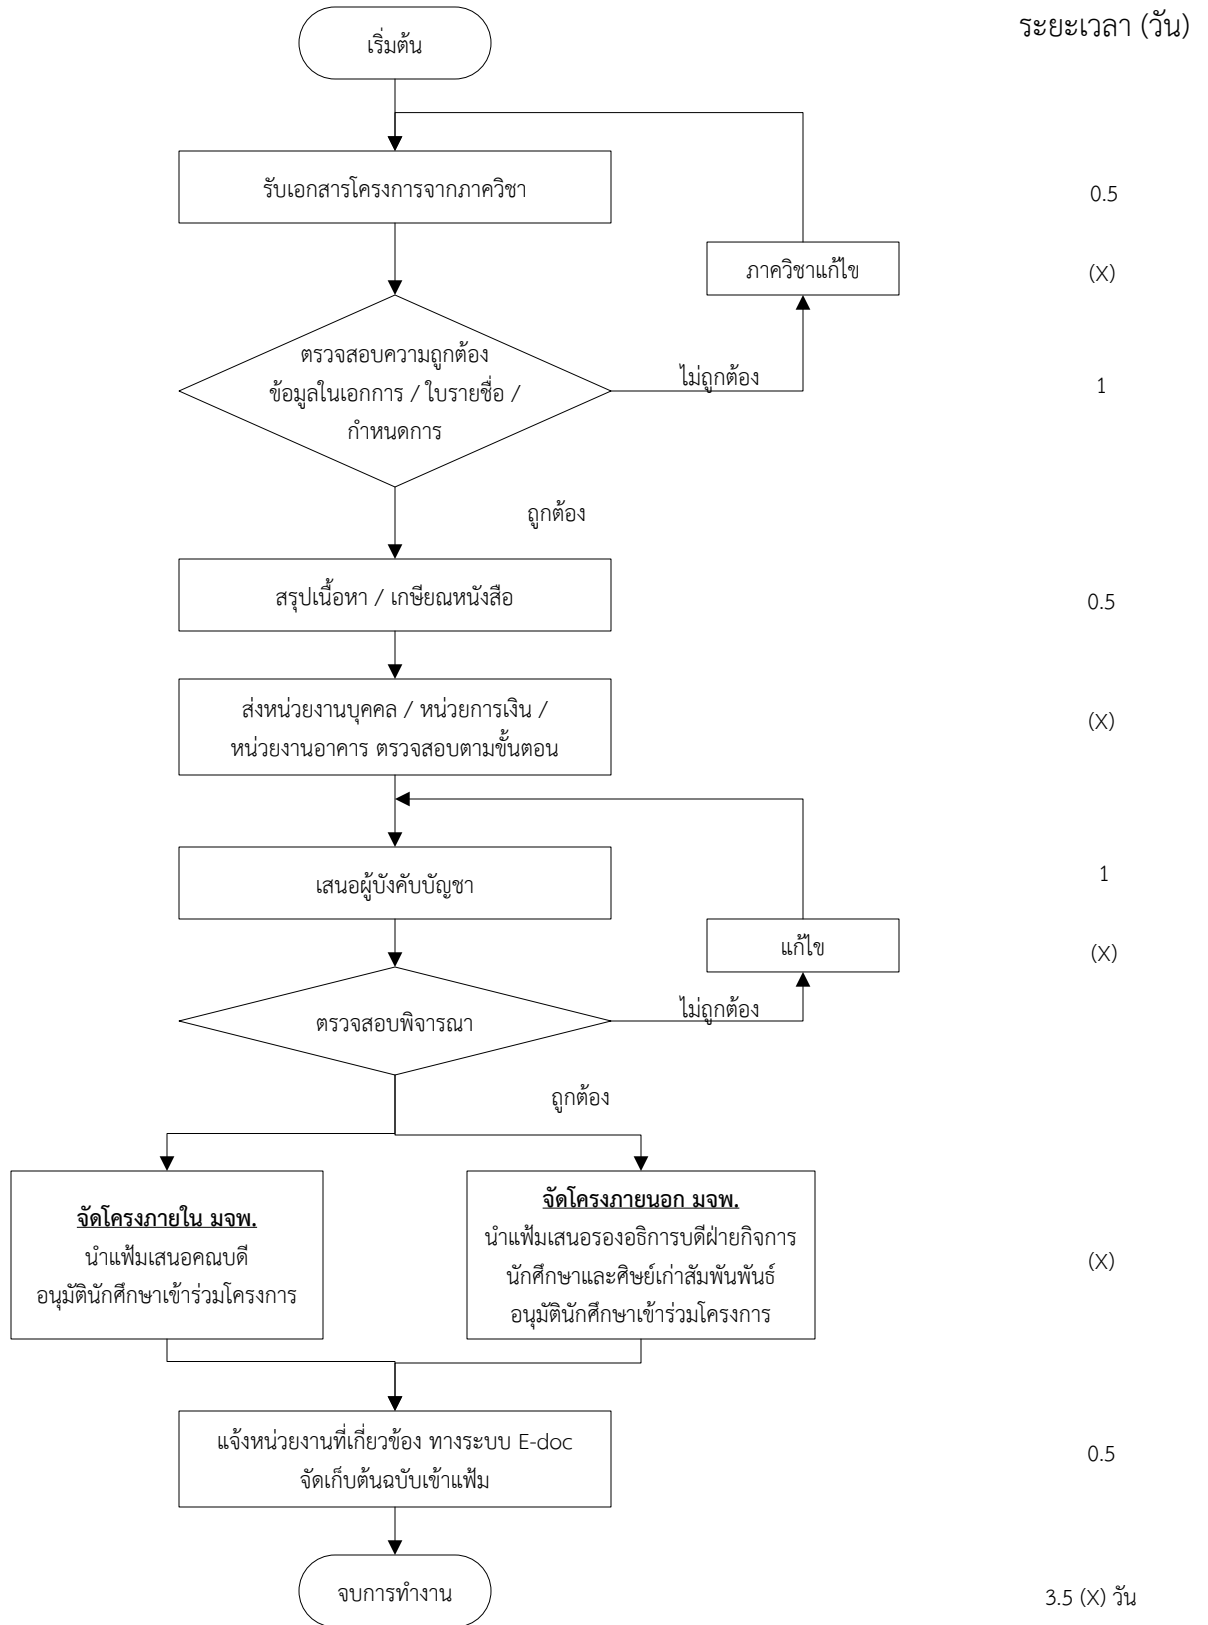 ระยะเวลา (วัน)
เริ่มต้น
รับเอกสารโครงการจากภาควิชา
0.5
ภาควิชาแก้ไข
(X)
ตรวจสอบความถูกต้อง
ข้อมูลในเอกการ / ใบรายชื่อ /
กำหนดการ
ไม่ถูกต้อง
1
ถูกต้อง
สรุปเนื้อหา / เกษียณหนังสือ
0.5
ส่งหน่วยงานบุคคล / หน่วยการเงิน /
หน่วยงานอาคาร ตรวจสอบตามขั้นตอน
(X)
เสนอผู้บังคับบัญชา
1
แก้ไข
(X)
ตรวจสอบพิจารณา
ไม่ถูกต้อง
ถูกต้อง
จัดโครงภายใน มจพ.
นำแฟ้มเสนอคณบดี
อนุมัตินักศึกษาเข้าร่วมโครงการ
จัดโครงภายนอก มจพ.
นำแฟ้มเสนอรองอธิการบดีฝ่ายกิจการ
นักศึกษาและศิษย์เก่าสัมพันพันธ์
อนุมัตินักศึกษาเข้าร่วมโครงการ
(X)
แจ้งหน่วยงานที่เกี่ยวข้อง ทางระบบ E-doc
จัดเก็บต้นฉบับเข้าแฟ้ม
0.5
จบการทำงาน
3.5 (X) วัน